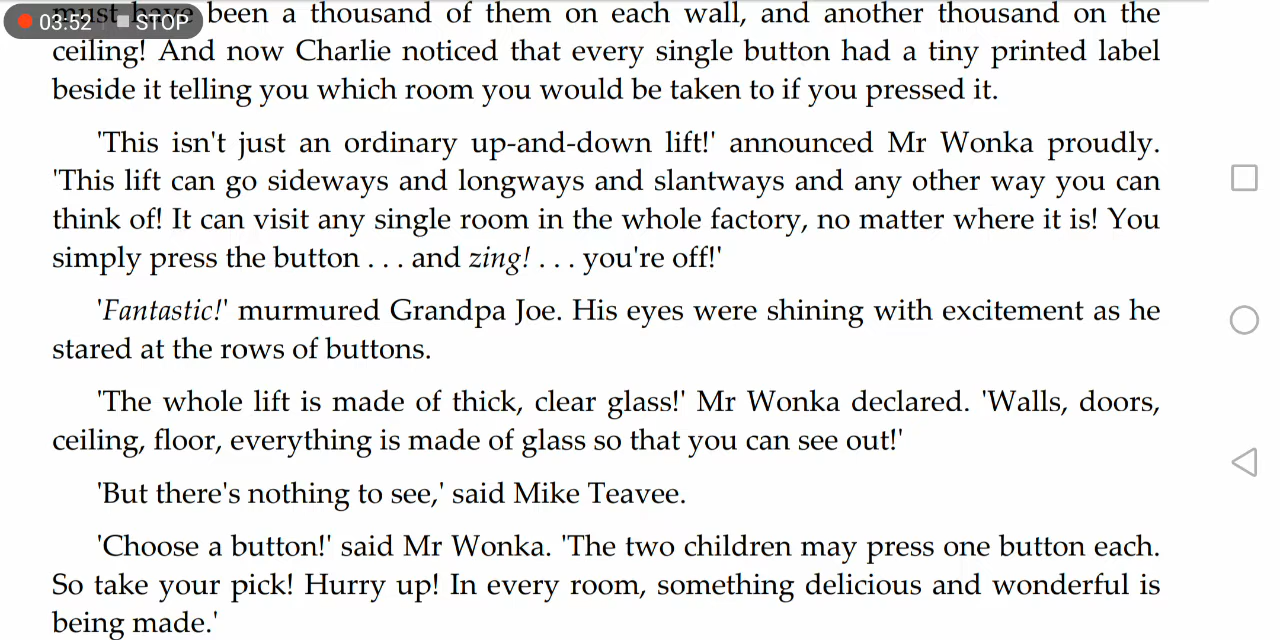 must have been a thousand of them on each wall, and another thousand on the
03:52 STOP
ceiling! And now Charlie noticed that every single button had a tiny printed label
beside it telling you which room you would be taken to if you pressed it.
'This isn't just an ordinary up-and-down lift!' announced Mr Wonka proudly.
'This lift can go sideways and longways and slantways and any other way you can
think of! It can visit any single room in the whole factory, no matter where it is! You
simply press the button . . . and zing! . . . you're off!'
'Fantastic!' murmured Grandpa Joe. His eyes were shining with excitement as he
stared at the rows of buttons.
'The whole lift is made of thick, clear glass!' Mr Wonka declared. 'Walls, doors,
ceiling, floor, everything is made of glass so that you can see out!'
'But there's nothing to see,' said Mike Teavee.
'Choose a button!' said Mr Wonka. 'The two children may press one button each.
So take your pick! Hurry up! In every room, something delicious and wonderful is
being made.'